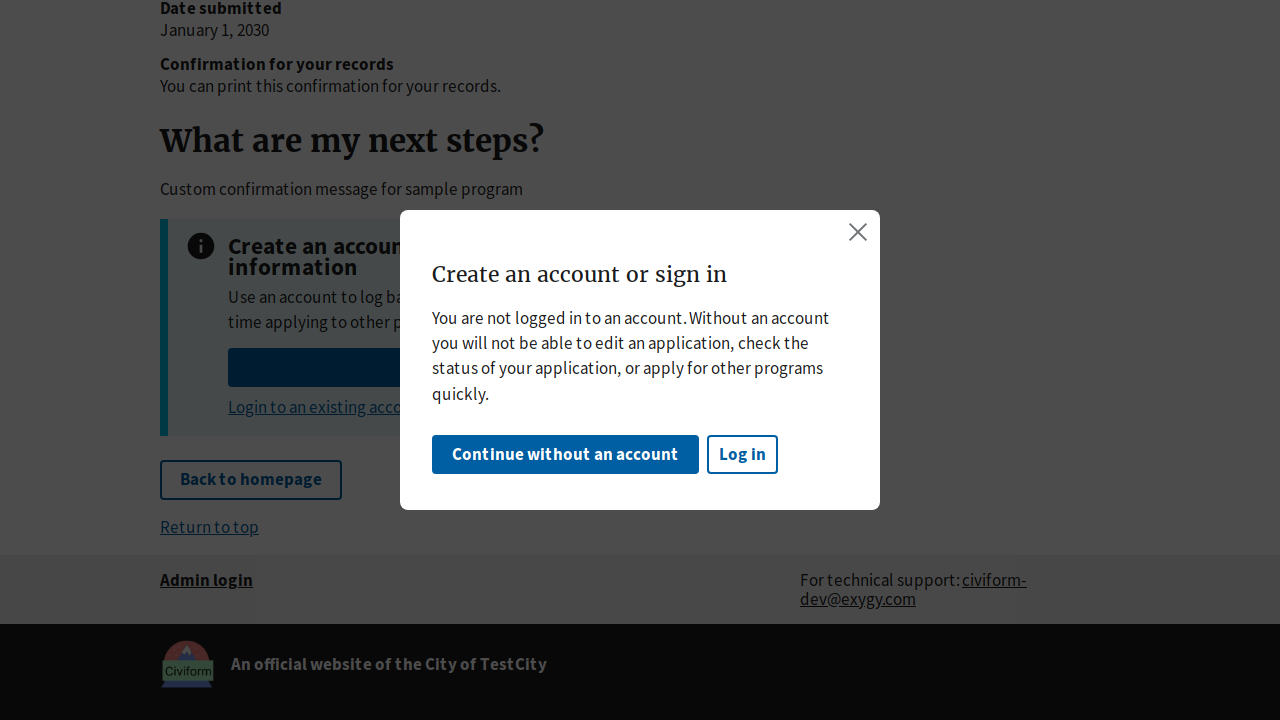 Date submitted
January 1, 2030
Confirmation for your records
You can print this confirmation for your records.
What are my next steps?
Custom confirmation message for sample program
Create an accoun
information
Use an account to log ba
time applying to other p
Login to an existing acco
Back to homepage
Return to top
Create an account or sign in
You are not logged in to an account. Without an account
you will not be able to edit an application, check the
status of your application, or apply for other programs
quickly.
Continue without an account
Log in
Admin login
For technical support: civiform-
dev@exygy.com
Civiform
An official website of the City of TestCity